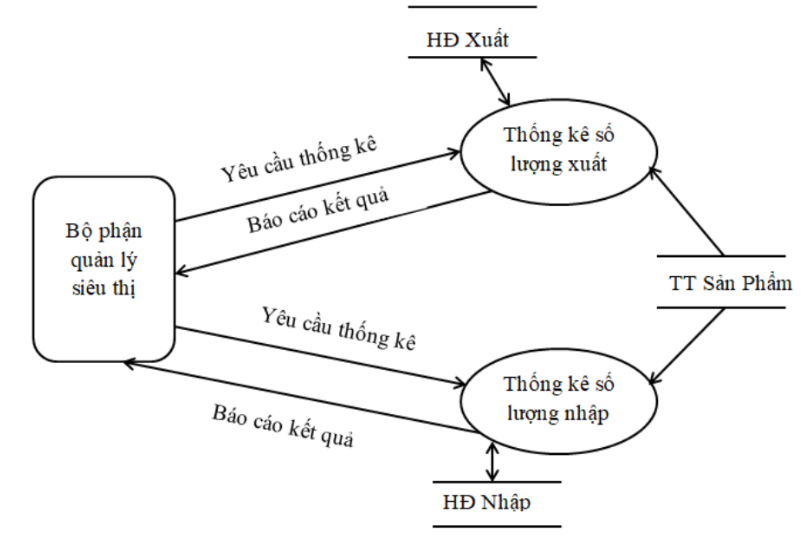 HĐ Xuất
Thống kê số
lượng xuất
Yêu cầu thống kê
Báo cáo kết quả
Bộ phận
quản lý
siêu thị
TT Sản Phẩm
Yêu cầu thống kê
Thống kê số
lượng nhập
Báo cáo kết quả
HĐ Nhập